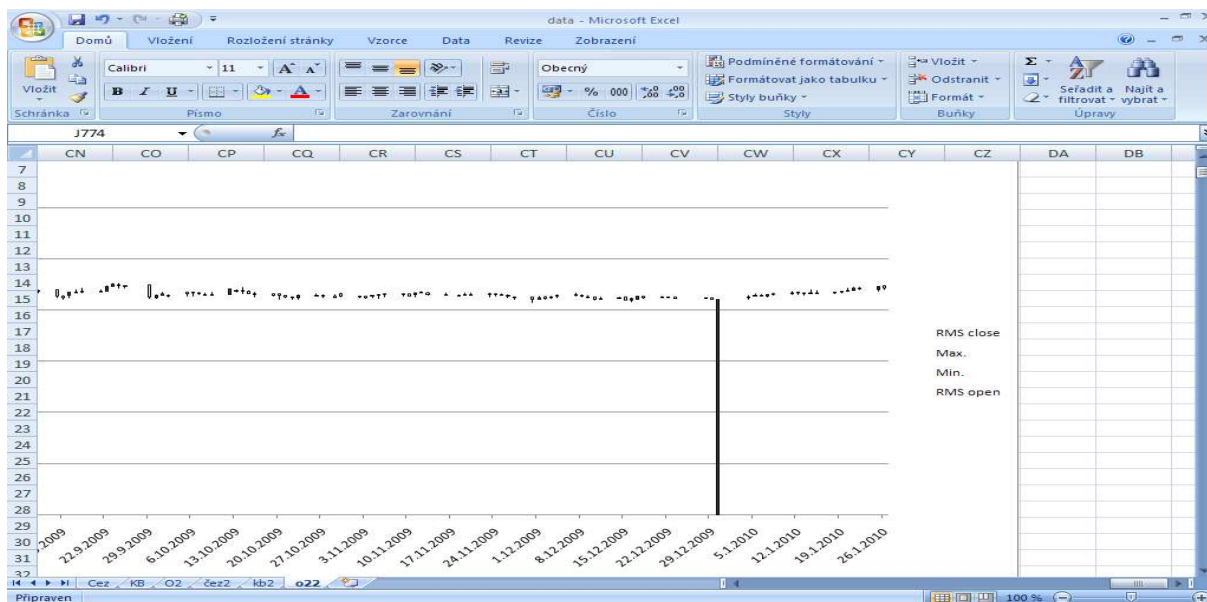 data - Microsoft Excel
Domů Vložení Rozložení stránky Vzorce Data Revize Zobrazení
Vložit
Calibri 11 A A
B I U A
Obecný
% 000 ,00 ,0 ,00
Podmíněné formátování
Formátovat jako tabulku
Styly buňky
Vložit
Odstranit
Formát
Σ
Seřadit a filtrovat
Najít a vybrat
Schránka Písmo Zarovnání Číslo Styly Buňky Úpravy
J774 fx
CN CO CP CQ CR CS CT CU CV CW CX CY CZ DA DB
7
8
9
10
11
12
13
14
15
16
17
18
19
20
21
22
23
24
25
26
27
28
29
30
31
32
RMS close
Max.
Min.
RMS open
.2009 22.9.2009 29.9.2009 6.10.2009 13.10.2009 20.10.2009 27.10.2009 3.11.2009 10.11.2009 17.11.2009 24.11.2009 1.12.2009 8.12.2009 15.12.2009 22.12.2009 29.12.2009 5.1.2010 12.1.2010 19.1.2010 26.1.2010
Cez KB O2 čez2 kb2 o22
Připraven 100 %